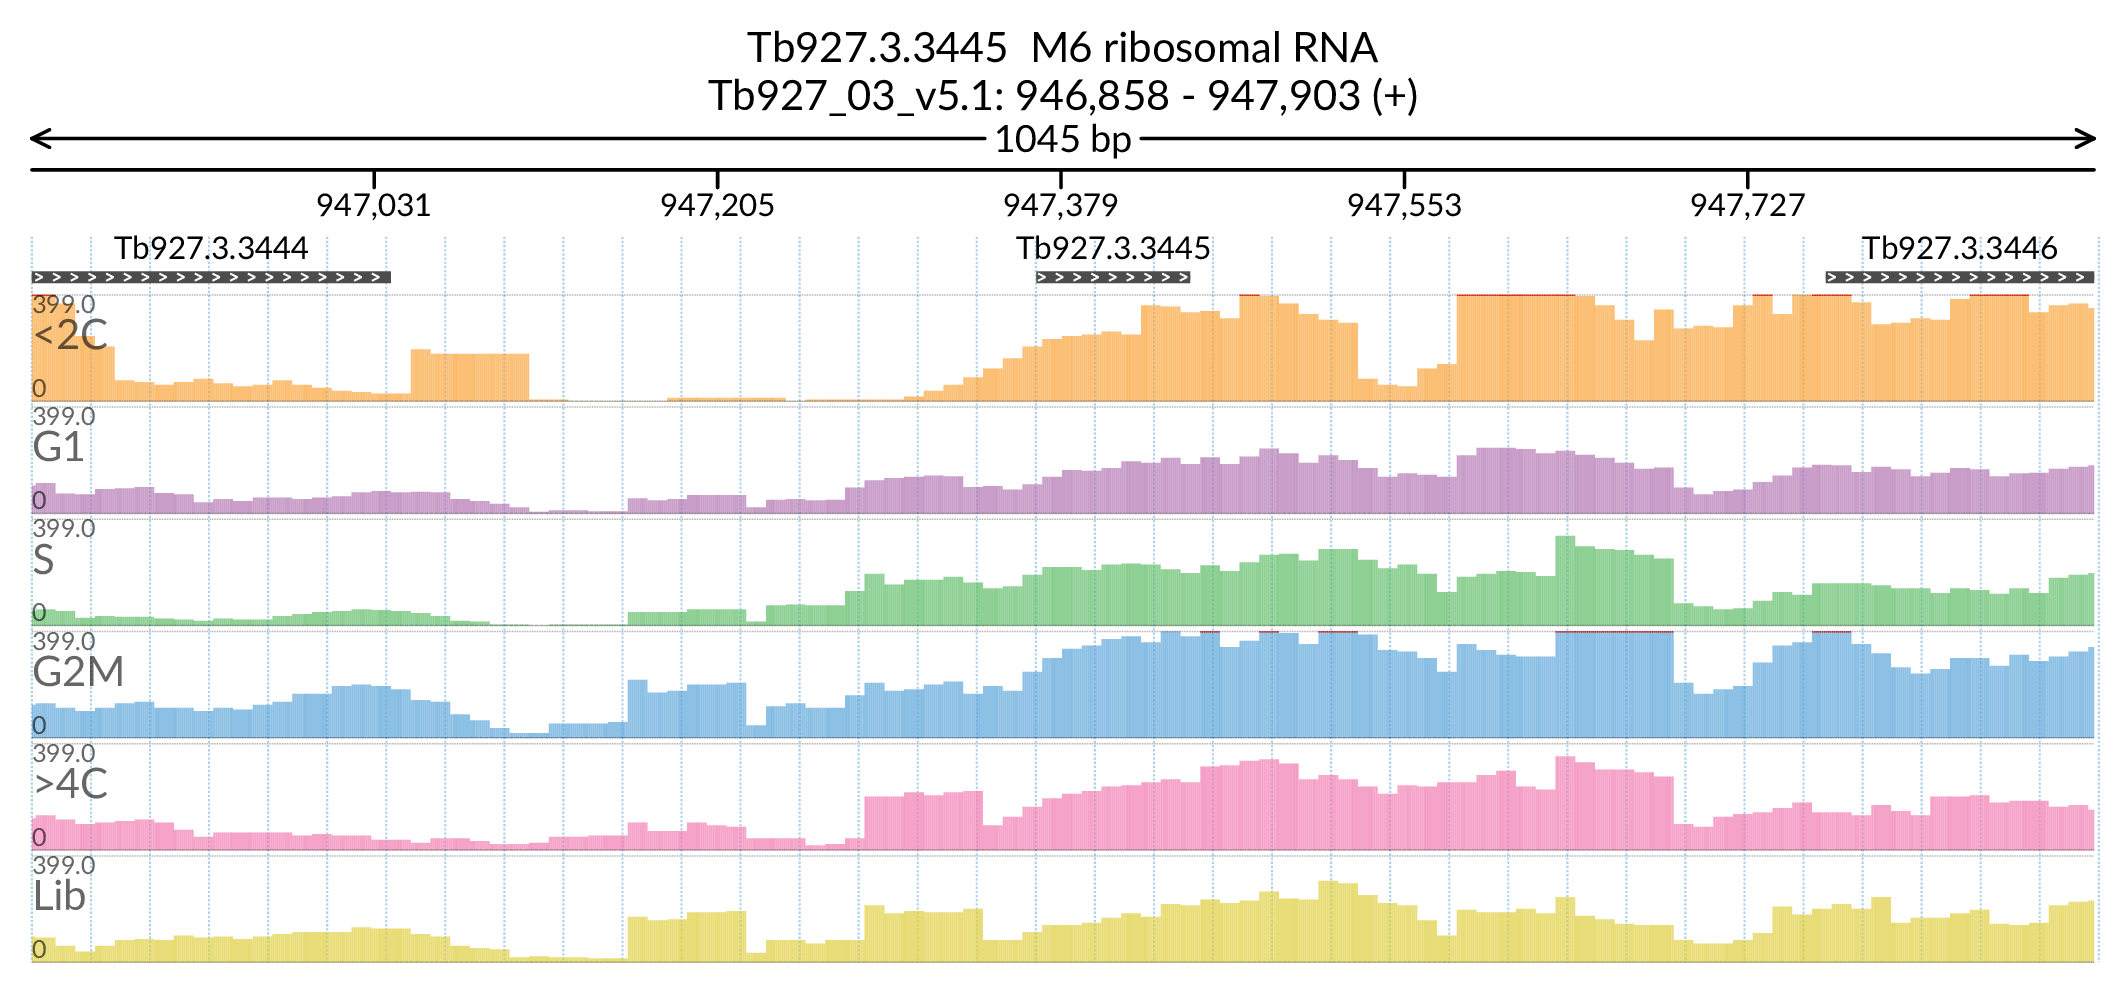 Tb927.3.3445  M6 ribosomal RNA
Tb927_03_v5.1: 946,858 - 947,903 (+)
1045 bp
947,031 947,205 947,379 947,553 947,727
Tb927.3.3444 Tb927.3.3445 Tb927.3.3446
399.0
<2C
0
399.0
G1
0
399.0
S
0
399.0
G2M
0
399.0
>4C
0
399.0
Lib
0